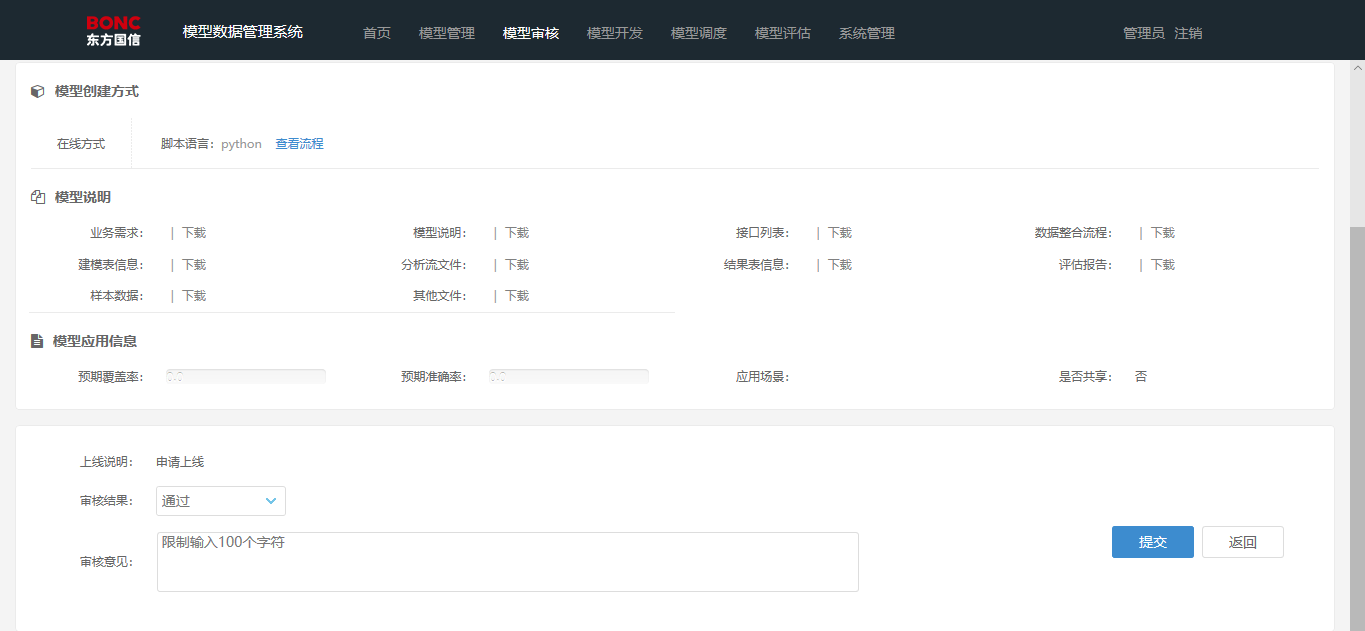 BONC
东方国信
模型数据管理系统 首页 模型管理 模型审核 模型开发 模型调度 模型评估 系统管理 管理员 注销
模型创建方式
在线方式 脚本语言: python 查看流程
模型说明
业务需求: | 下载 模型说明: | 下载 接口列表: | 下载 数据整合流程: | 下载
建模表信息: | 下载 分析流文件: | 下载 结果表信息: | 下载 评估报告: | 下载
样本数据: | 下载 其他文件: | 下载
模型应用信息
预期覆盖率: 预期准确率: 应用场景: 是否共享: 否
上线说明: 申请上线
审核结果: 通过
审核意见: 限制输入100个字符
提交 返回